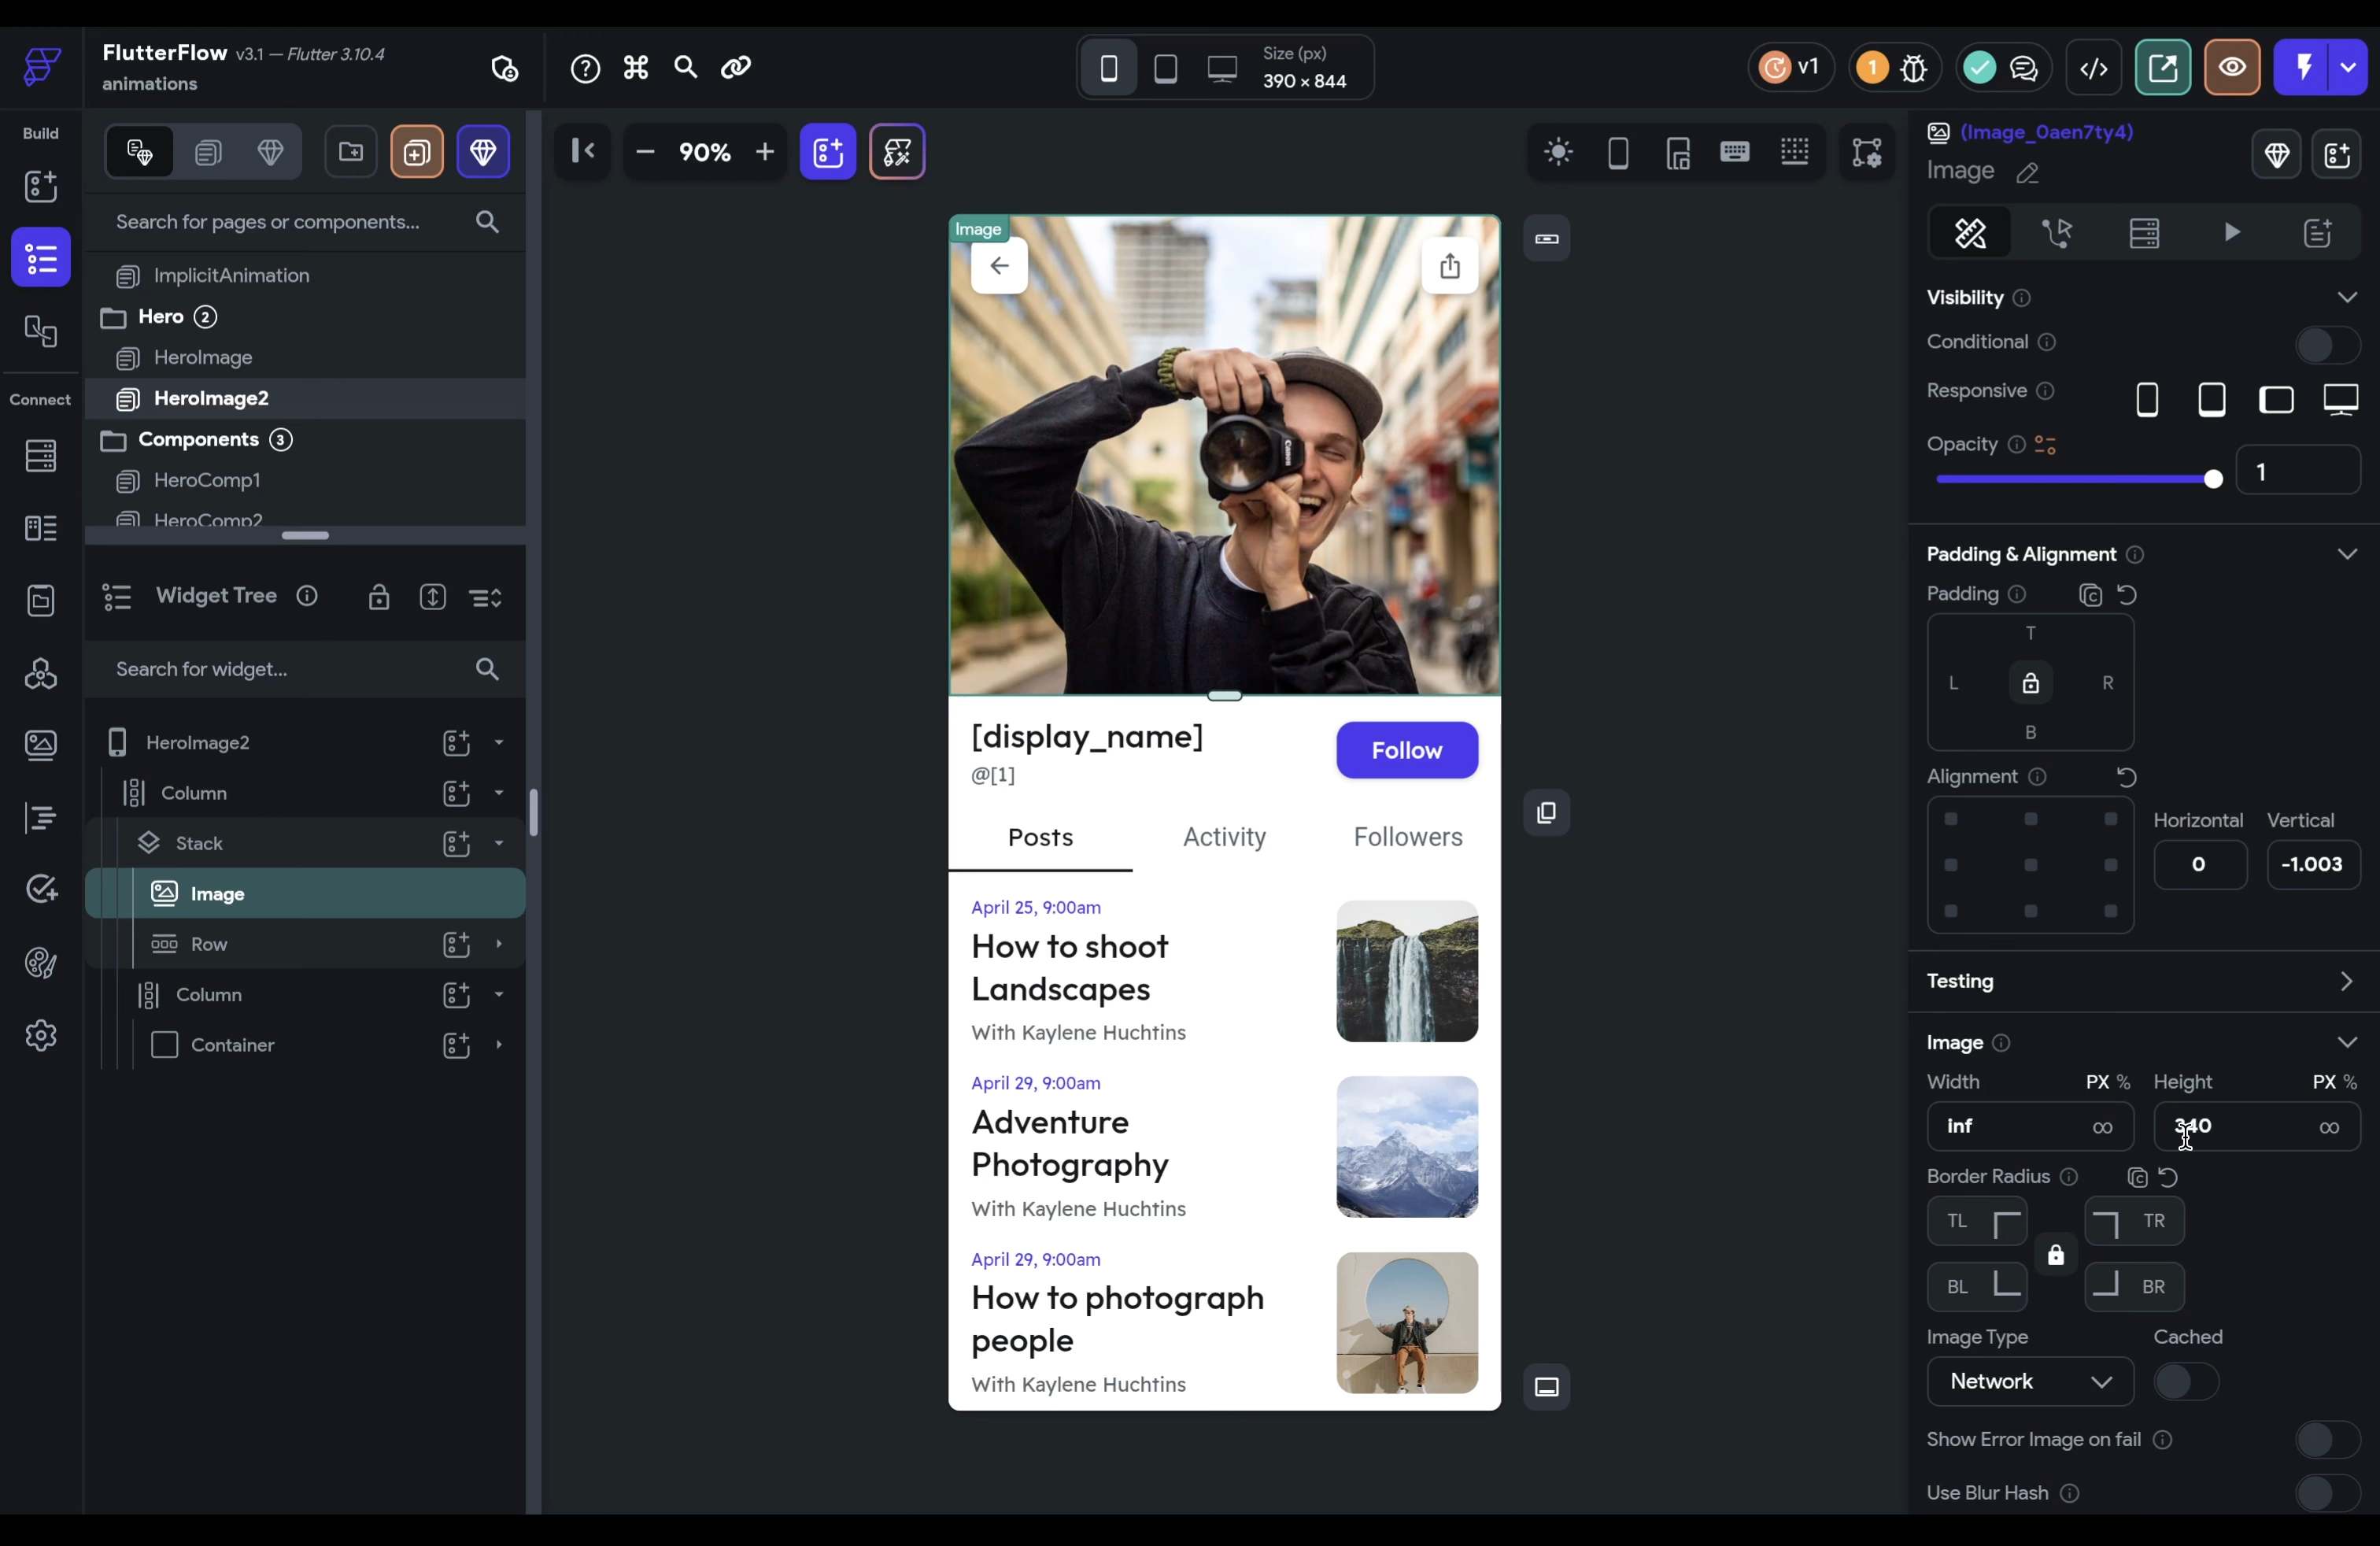 FlutterFlow v3.1 — Flutter 3.10.4
animations
Size (px)
390 × 844
v1
1
Build
Connect
Search for pages or components...
ImplicitAnimation
Hero 2
HeroImage
HeroImage2
Components 3
HeroComp1
HeroComp2
Widget Tree
Search for widget...
HeroImage2
Column
Stack
Image
Row
Column
Container
90%
Image
Canon
[display_name]
@[1]
Follow
Posts
Activity
Followers
April 25, 9:00am
How to shoot
Landscapes
With Kaylene Huchtins
April 29, 9:00am
Adventure
Photography
With Kaylene Huchtins
April 29, 9:00am
How to photograph
people
With Kaylene Huchtins
(Image_0aen7ty4)
Image
Visibility
Conditional
Responsive
Opacity
1
Padding & Alignment
Padding
T
L
R
B
Alignment
Horizontal Vertical
0
-1.003
Testing
Image
Width PX % Height PX %
inf
340
Border Radius
TL
TR
BL
BR
Image Type Cached
Network
Show Error Image on fail
Use Blur Hash